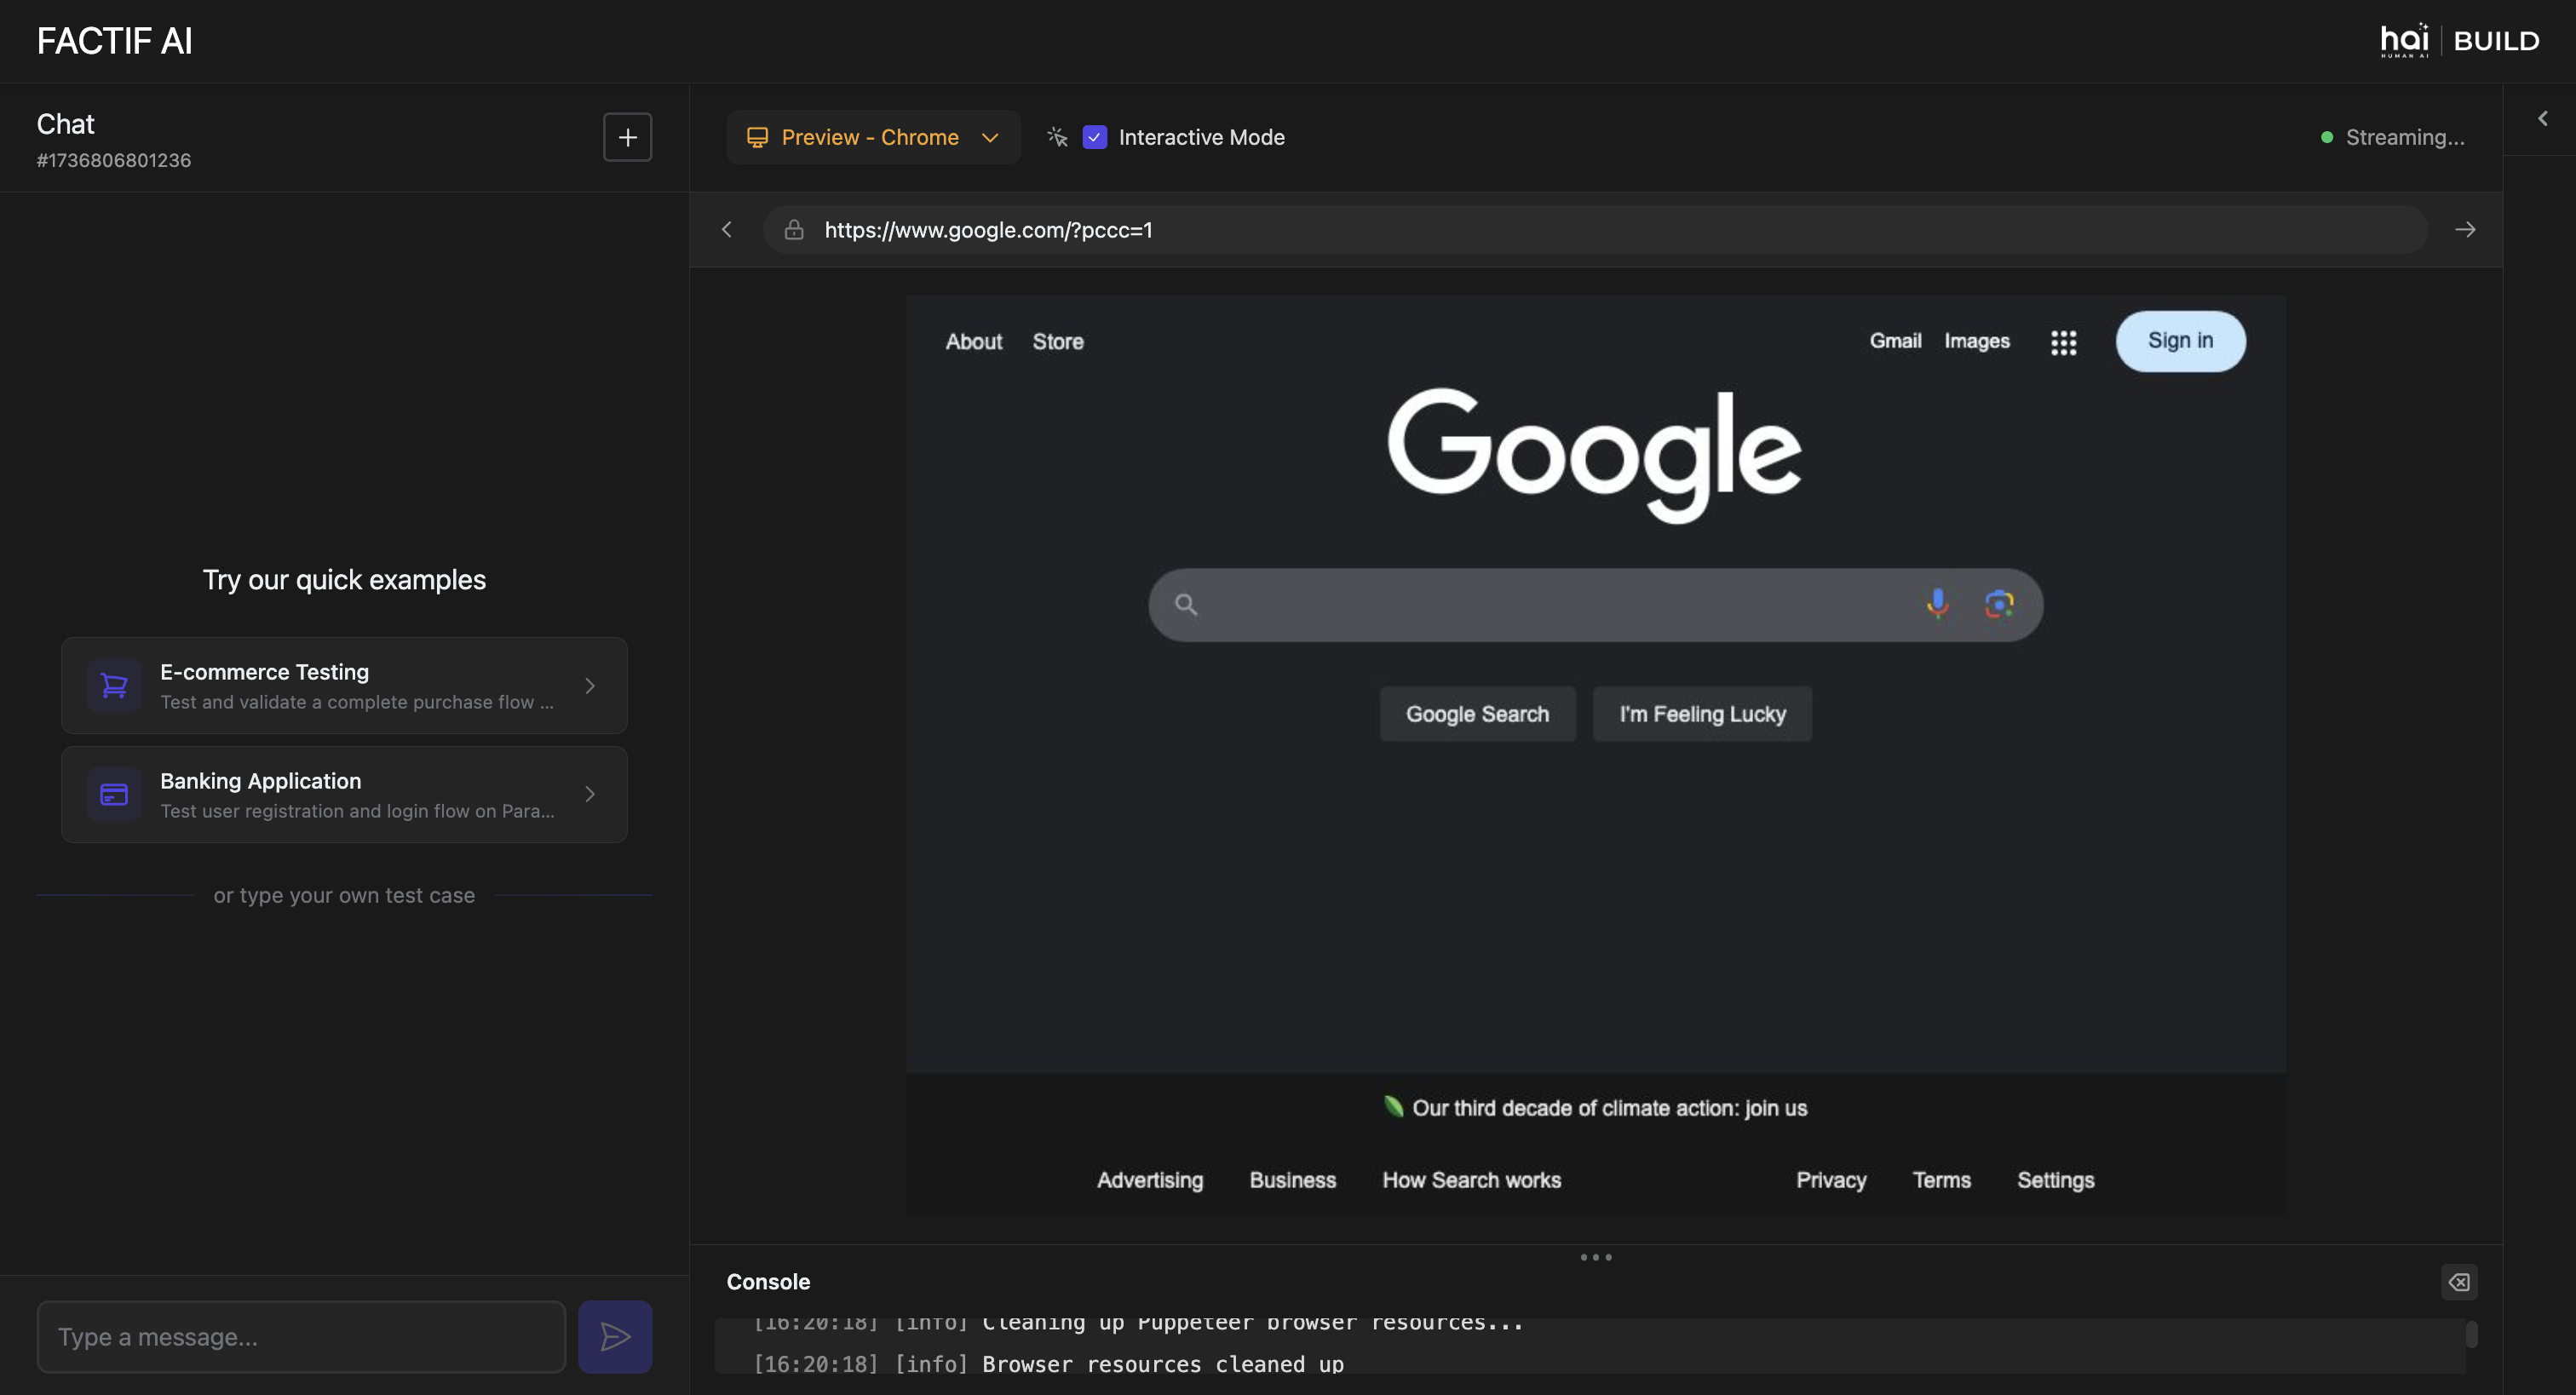 FACTIF AI
hai
HUMAN AI
BUILD
Chat
#1736806801236
Preview - Chrome
Interactive Mode
Streaming...
https://www.google.com/?pccc=1
Try our quick examples
E-commerce Testing
Test and validate a complete purchase flow ...
Banking Application
Test user registration and login flow on Para...
or type your own test case
Type a message...
About Store
Gmail Images
Sign in
Google
Google Search
I'm Feeling Lucky
Our third decade of climate action: join us
Advertising Business How Search works
Privacy Terms Settings
Console
[16:20:18] [info] Cleaning up Puppeteer browser resources...
[16:20:18] [info] Browser resources cleaned up